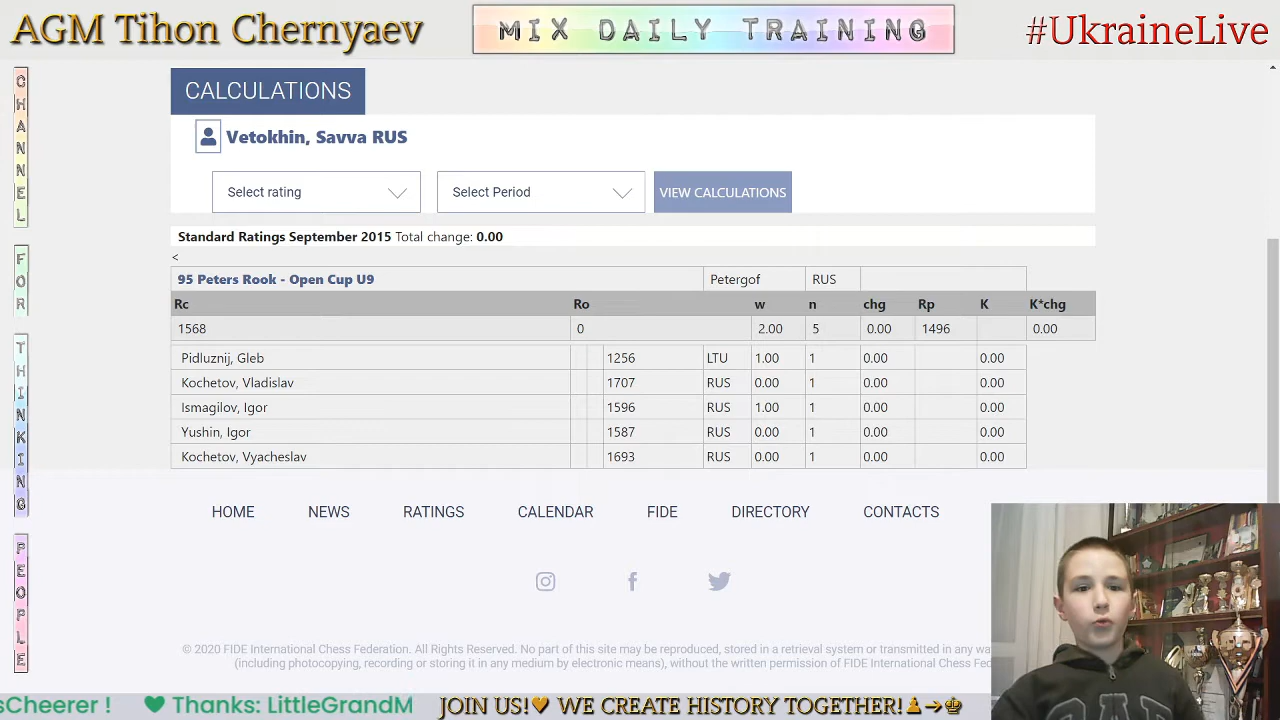 AGM Tihon Chernyaev
MIX DAILY TRAINING
#UkraineLive
CHANNEL
FOR
THINKING
PEOPLE
CALCULATIONS
Vetokhin, Savva RUS
Select rating
Select Period
VIEW CALCULATIONS
Standard Ratings September 2015 Total change: 0.00
<
95 Peters Rook - Open Cup U9 Petergof RUS
Rc Ro w n chg Rp K K*chg
1568 0 2.00 5 0.00 1496 0.00
Pidluznij, Gleb 1256 LTU 1.00 1 0.00 0.00
Kochetov, Vladislav 1707 RUS 0.00 1 0.00 0.00
Ismagilov, Igor 1596 RUS 1.00 1 0.00 0.00
Yushin, Igor 1587 RUS 0.00 1 0.00 0.00
Kochetov, Vyacheslav 1693 RUS 0.00 1 0.00 0.00
HOME NEWS RATINGS CALENDAR FIDE DIRECTORY CONTACTS
© 2020 FIDE International Chess Federation. All Rights Reserved. No part of this site may be reproduced, stored in a retrieval system or transmitted in any wa
(including photocopying, recording or storing it in any medium by electronic means), without the written permission of FIDE International Chess Fed
sCheerer ! 💚 Thanks: LittleGrandM
JOIN US!🧡 WE CREATE HISTORY TOGETHER!♟→♚